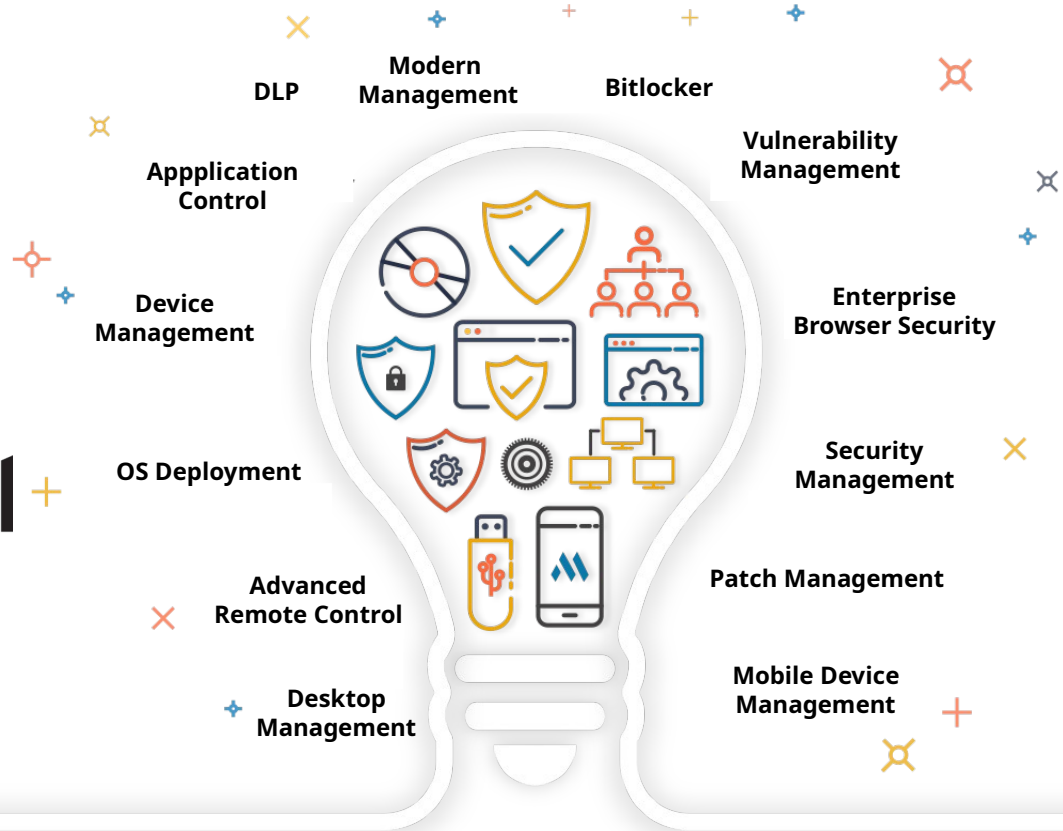 DLP
Modern
Management
Bitlocker
Vulnerability
Management
Appplication
Control
Device
Management
Enterprise
Browser Security
OS Deployment
Security
Management
Advanced
Remote Control
Patch Management
Desktop
Management
Mobile Device
Management